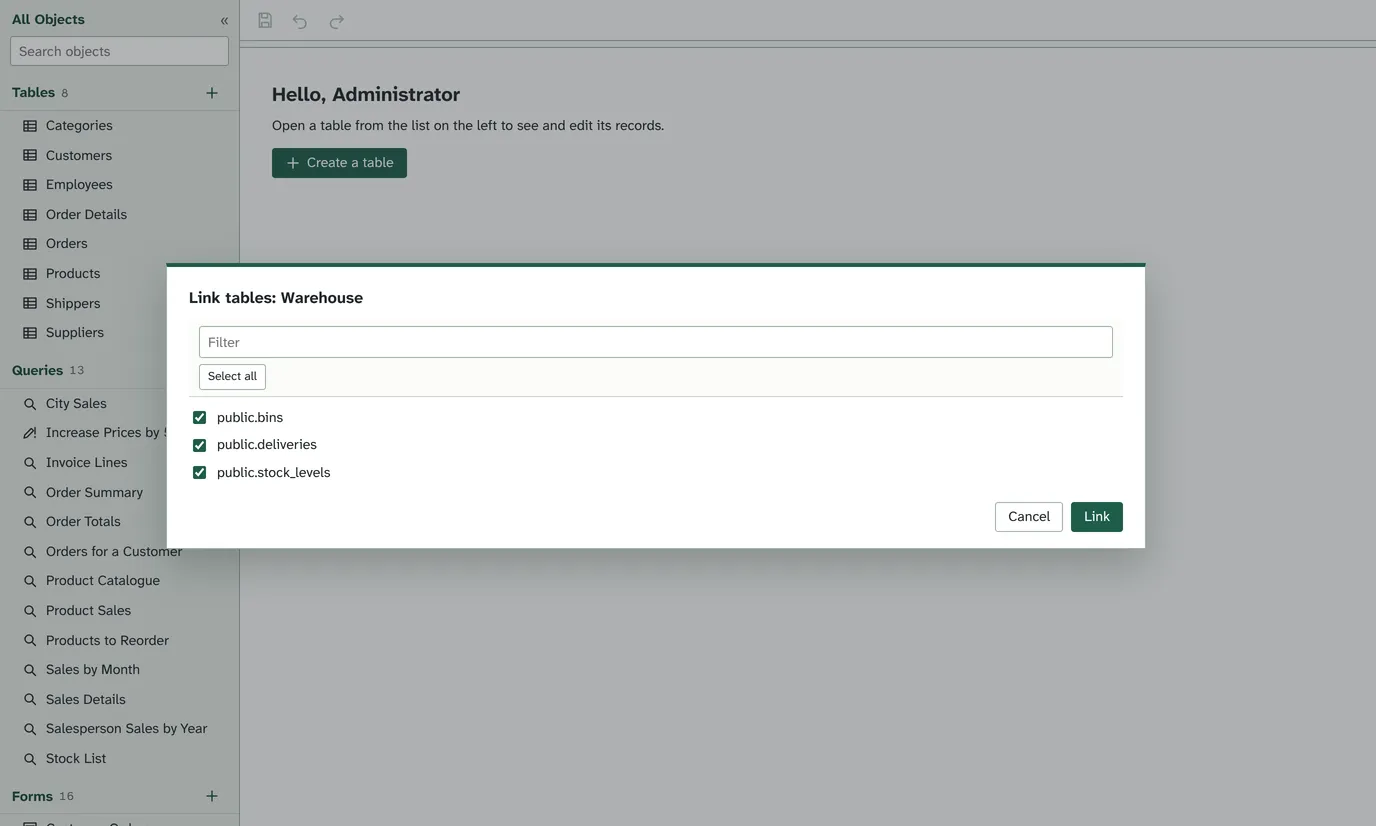 All Objects «
Search objects
Tables 8 +
Categories
Customers
Employees
Order Details
Orders
Products
Shippers
Suppliers
Queries 13
City Sales
Increase Prices by
Invoice Lines
Order Summary
Order Totals
Orders for a Customer
Product Catalogue
Product Sales
Products to Reorder
Sales by Month
Sales Details
Salesperson Sales by Year
Stock List
Forms 16 +
Hello, Administrator
Open a table from the list on the left to see and edit its records.
+ Create a table
Link tables: Warehouse
Filter
Select all
public.bins
public.deliveries
public.stock_levels
Cancel Link